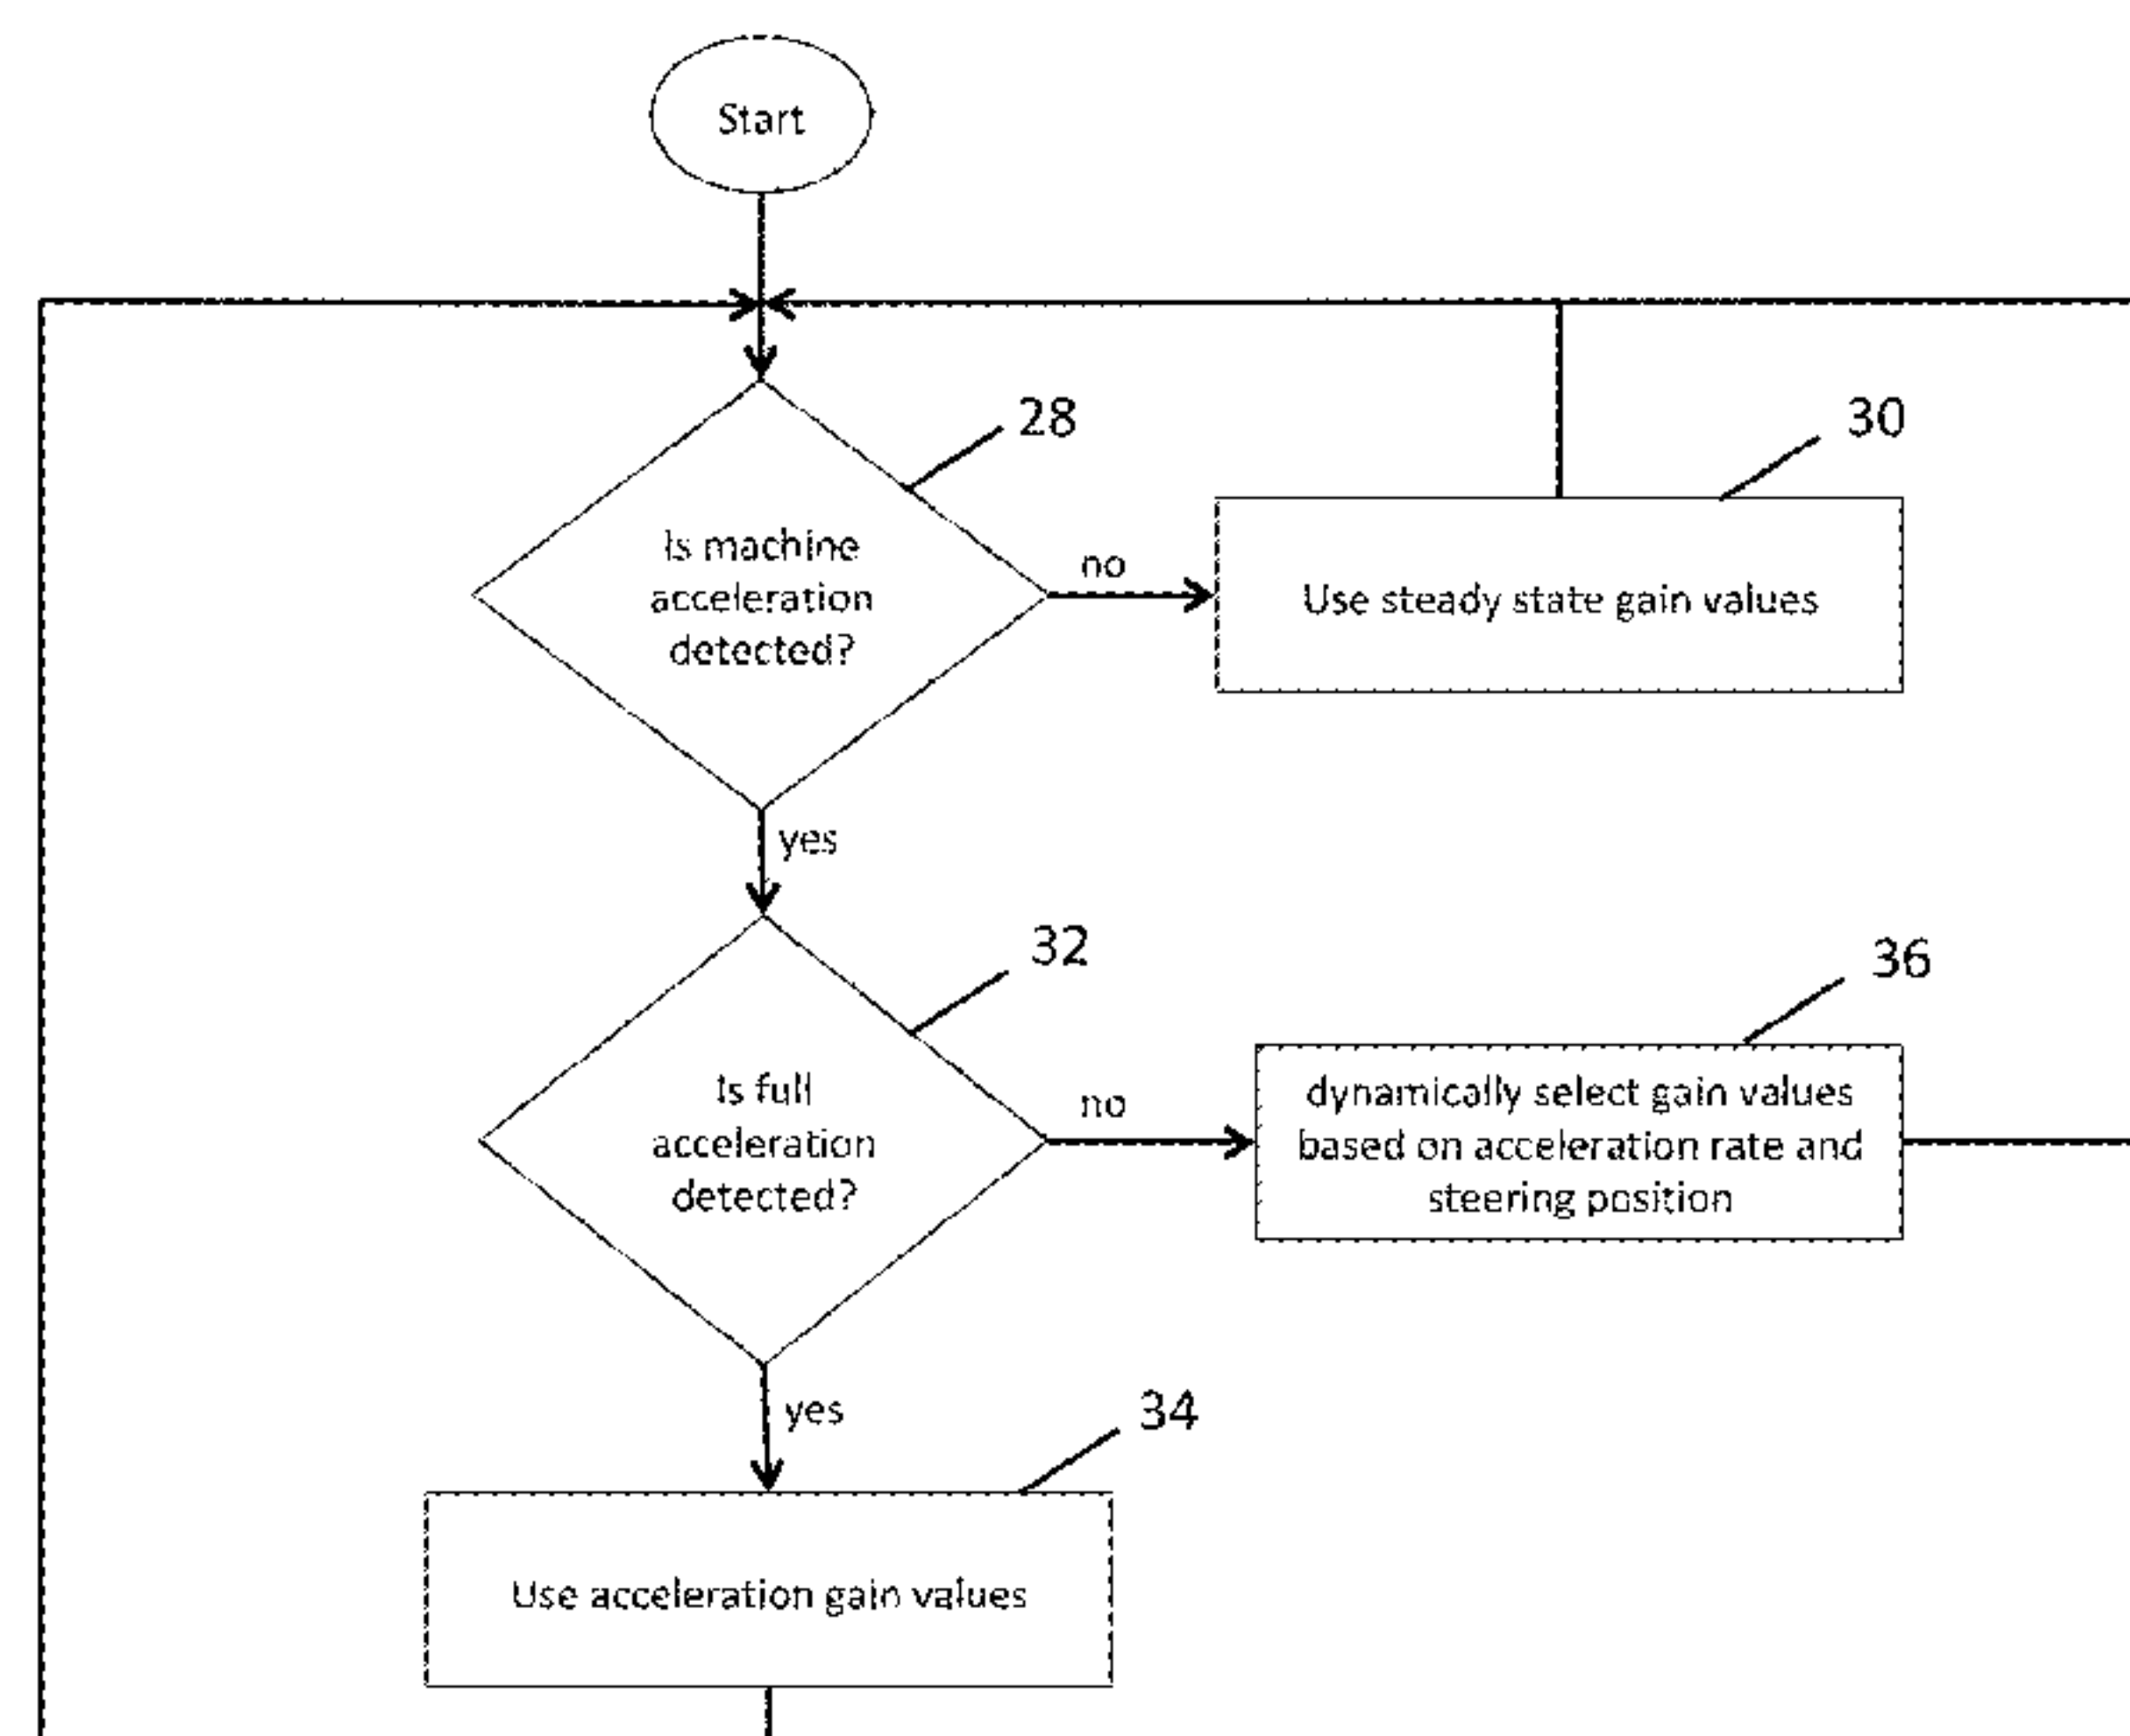 Start
28
30
Is machine
acceleration
detected?
no
Use steady state gain values
yes
32
36
Is full
acceleration
detected?
no
dynamically select gain values
based on acceleration rate and
steering position
yes
34
Use acceleration gain values